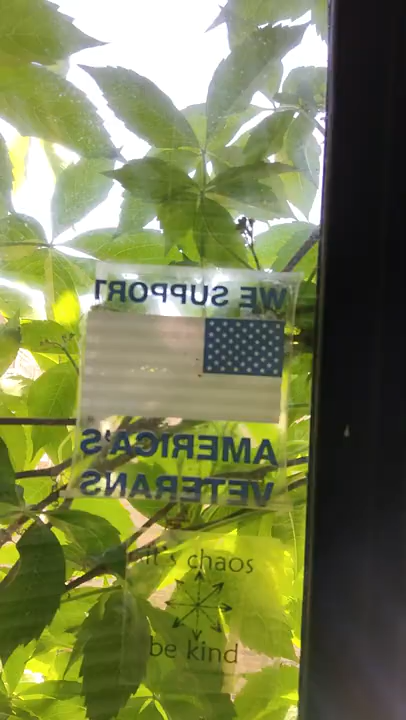 WE SUPPORT
AMERICA'S
VETERANS
it's chaos
be kind